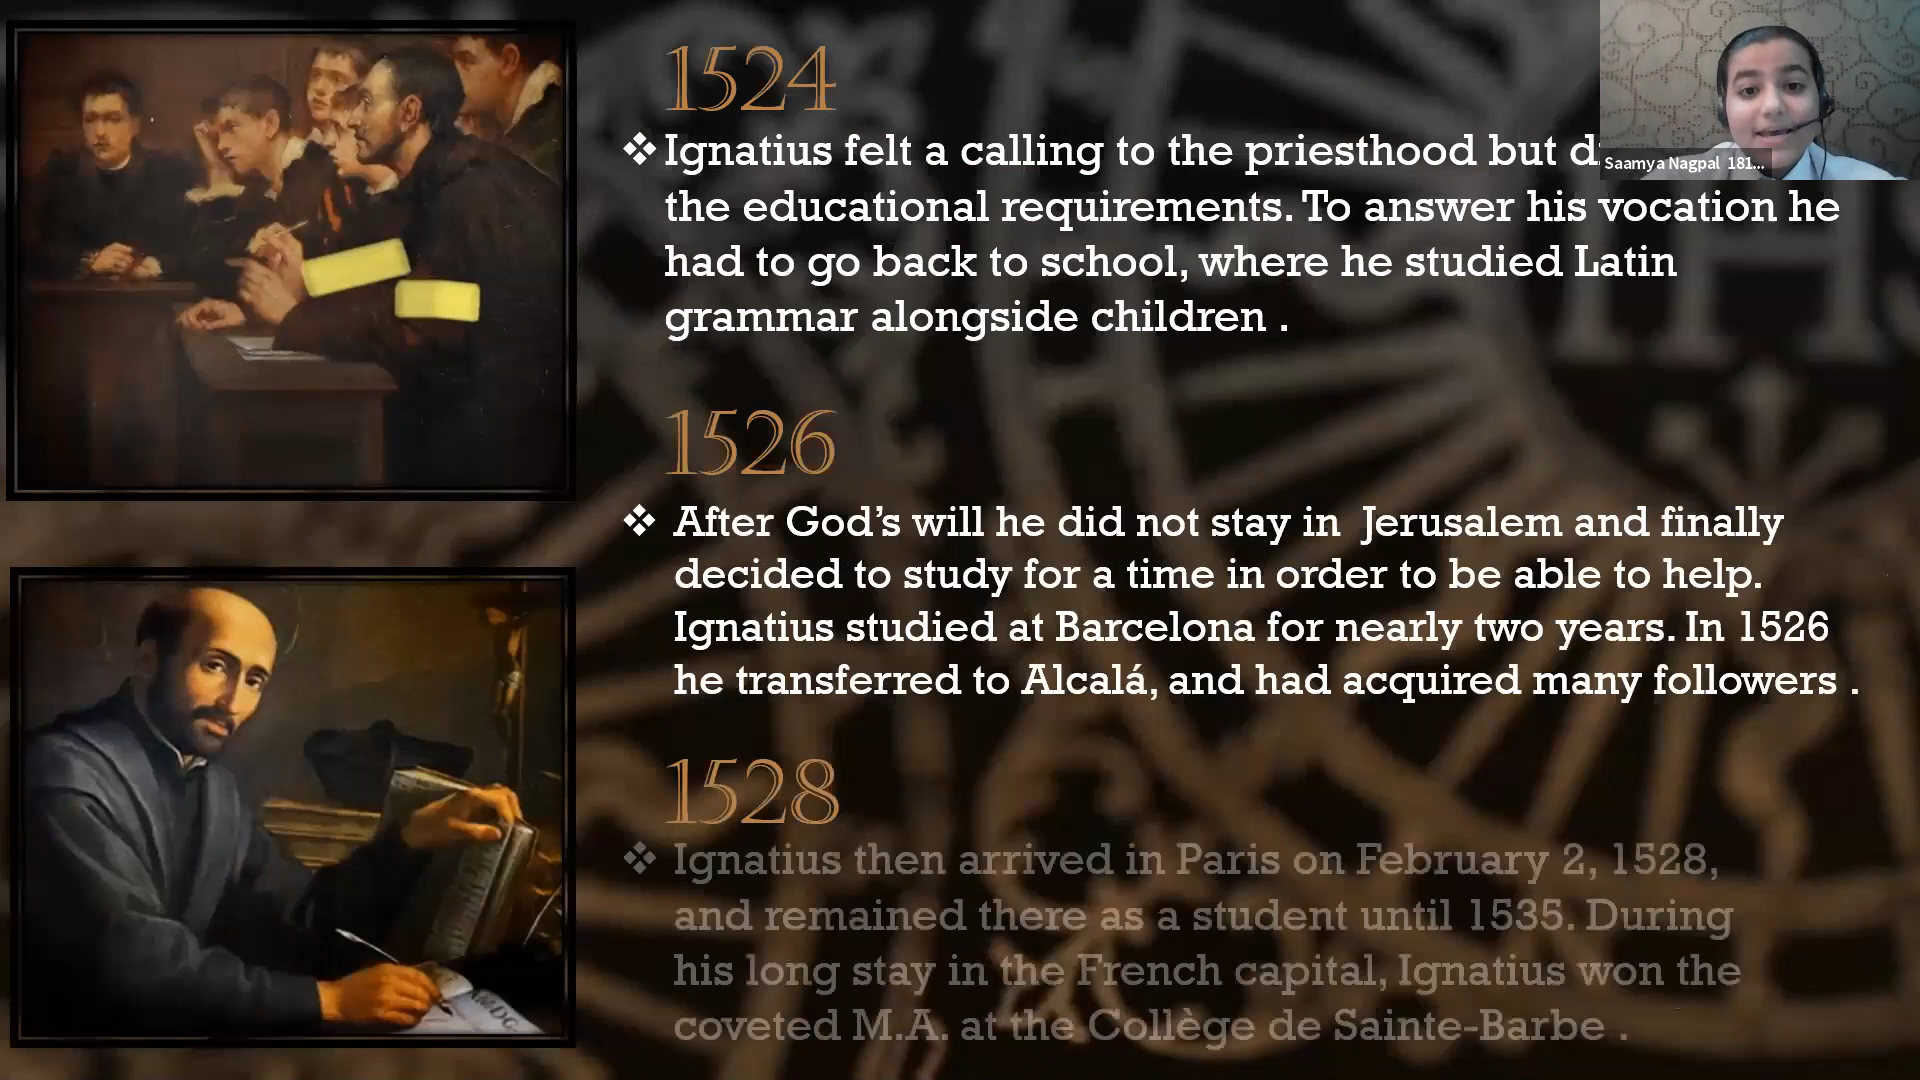 1524
❖ Ignatius felt a calling to the priesthood but
the educational requirements. To answer his vocation he
had to go back to school, where he studied Latin
grammar alongside children .
1526
❖ After God’s will he did not stay in Jerusalem and finally
decided to study for a time in order to be able to help.
Ignatius studied at Barcelona for nearly two years. In 1526
he transferred to Alcalá, and had acquired many followers .
1528
❖ Ignatius then arrived in Paris on February 2, 1528,
and remained there as a student until 1535. During
his long stay in the French capital, Ignatius won the
coveted M.A. at the Collège de Sainte-Barbe .
Saamya Nagpal 181...